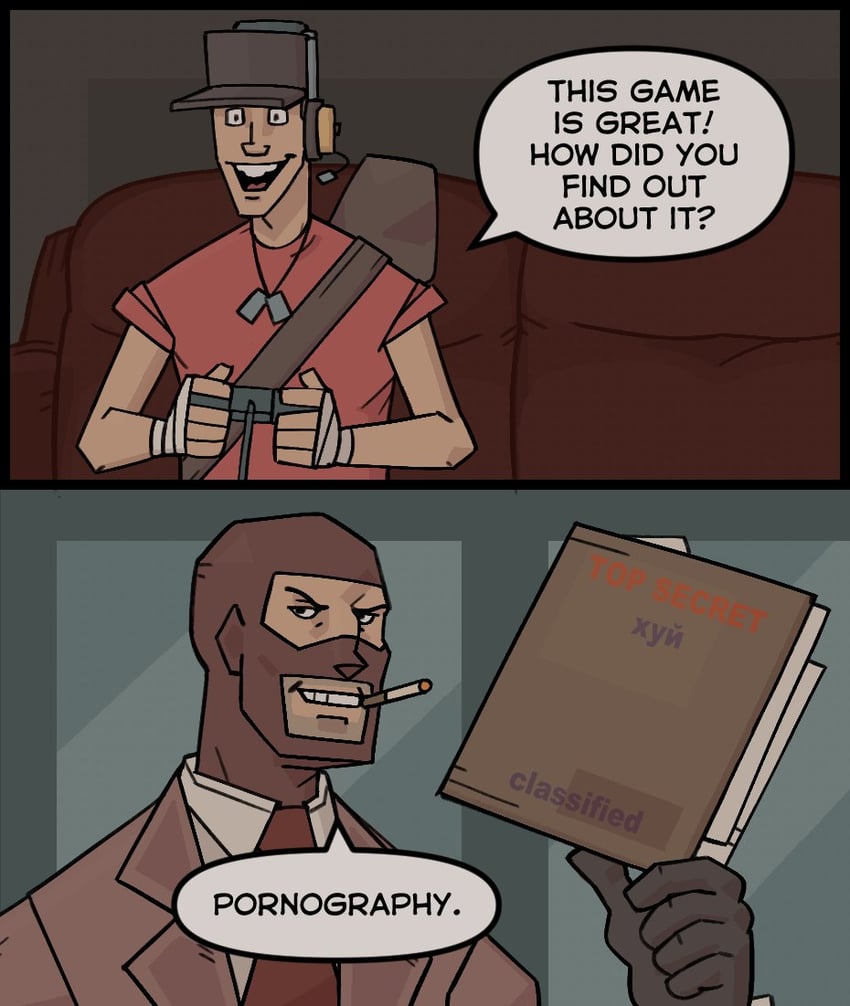 THIS GAME
IS GREAT!
HOW DID YOU
FIND OUT
ABOUT IT?
TOP SECRET
хуй
classified
PORNOGRAPHY.